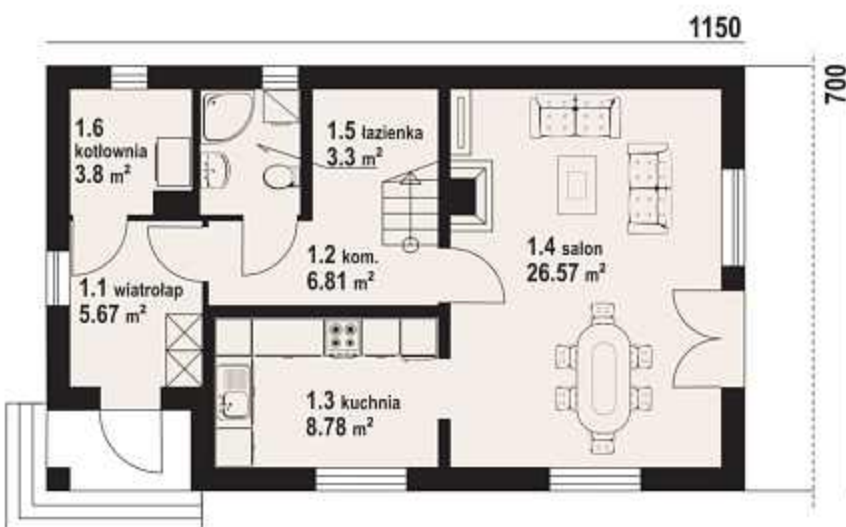 1150
700
1.6
kotłownia
3.8 m²
1.5 łazienka
3.3 m²
1.2 kom.
6.81 m²
1.4 salon
26.57 m²
1.1 wiatrołap
5.67 m²
1.3 kuchnia
8.78 m²